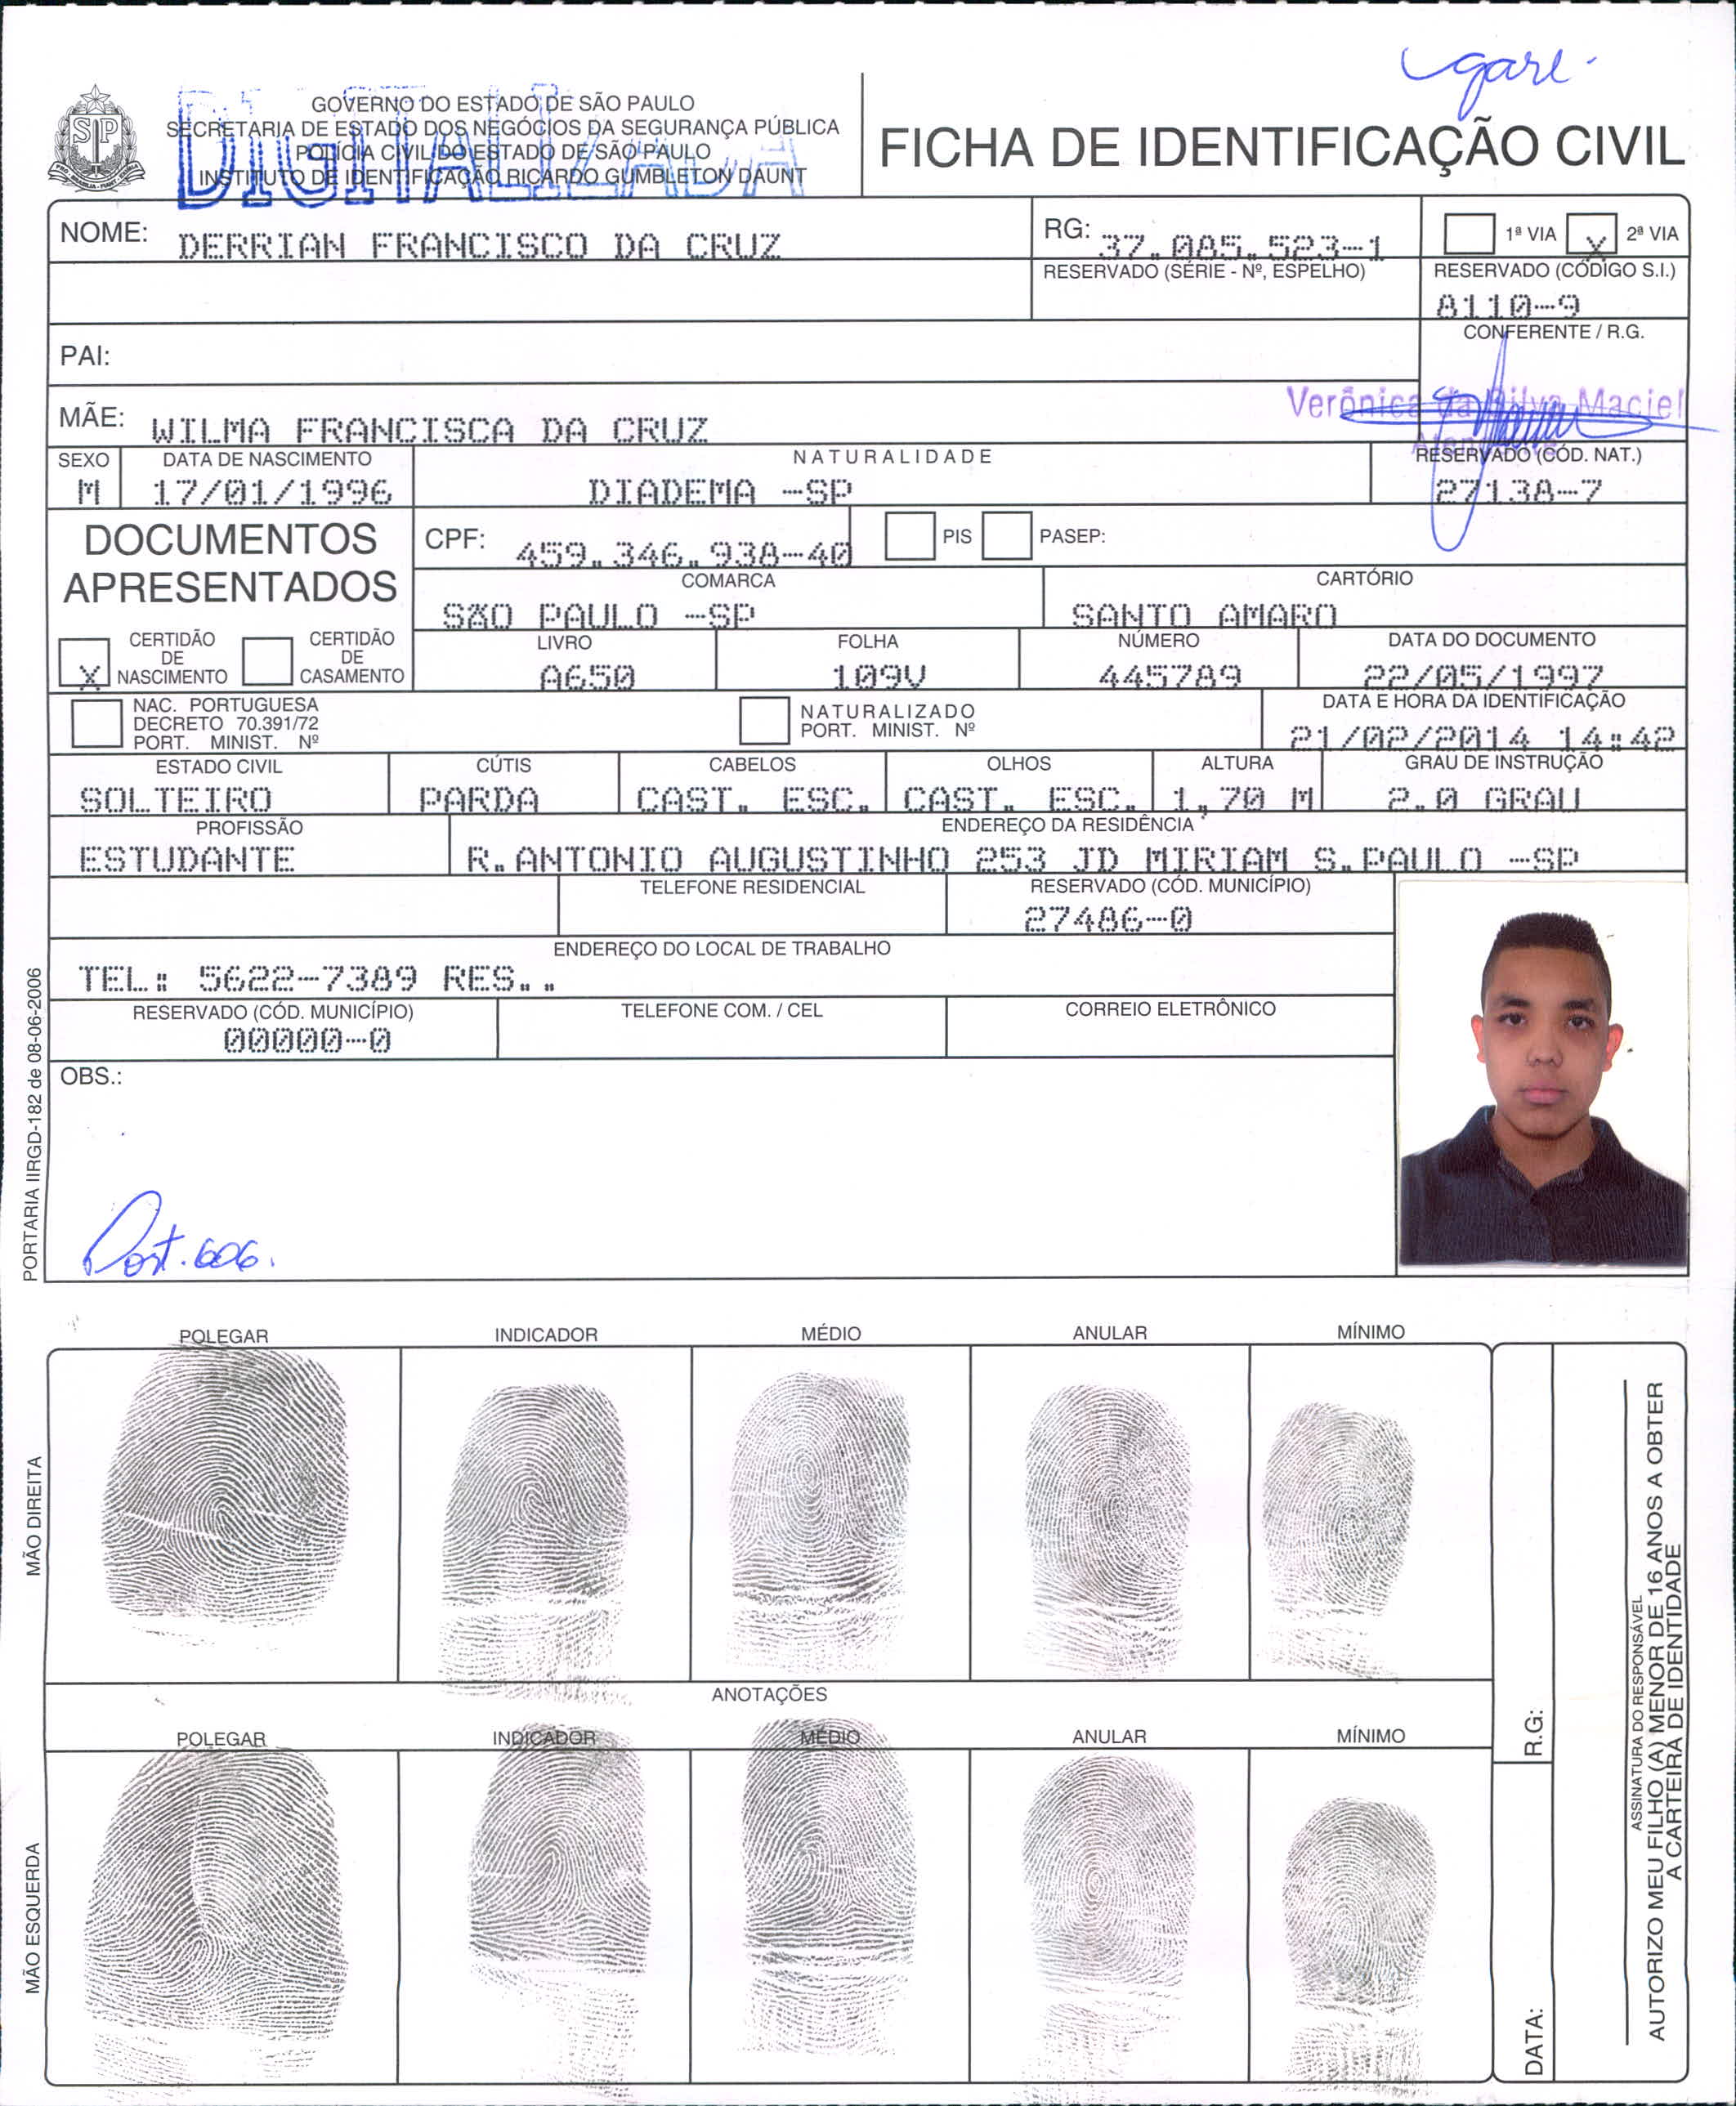 gare.
GOVERNO DO ESTADO DE SÃO PAULO
SECRETARIA DE ESTADO DOS NEGÓCIOS DA SEGURANÇA PÚBLICA
POLÍCIA CIVIL DO ESTADO DE SÃO PAULO
INSTITUTO DE IDENTIFICAÇÃO RICARDO GUMBLETON DAUNT
DIGITALIZADA
SP
FICHA DE IDENTIFICAÇÃO CIVIL
NOME: DERRIAN FRANCISCO DA CRUZ
RG: 37.085.523-1
1ª VIA X 2ª VIA
RESERVADO (SÉRIE - Nº, ESPELHO)
RESERVADO (CÓDIGO S.I.)
8110-9
PAI:
CONFERENTE / R.G.
Verônica da Silva Maciel
MÃE: WILMA FRANCISCA DA CRUZ
SEXO
M
DATA DE NASCIMENTO
17/01/1996
NATURALIDADE
DIADEMA -SP
RESERVADO (CÓD. NAT.)
27138-7
DOCUMENTOS
APRESENTADOS
CPF: 459.346.938-40
PIS
PASEP:
COMARCA
SÃO PAULO -SP
CARTÓRIO
SANTO AMARO
X CERTIDÃO
DE
NASCIMENTO
CERTIDÃO
DE
CASAMENTO
LIVRO
A650
FOLHA
109V
NÚMERO
445789
DATA DO DOCUMENTO
22/05/1997
NAC. PORTUGUESA
DECRETO 70.391/72
PORT. MINIST. Nº
NATURALIZADO
PORT. MINIST. Nº
DATA E HORA DA IDENTIFICAÇÃO
21/02/2014 14:42
ESTADO CIVIL
SOLTEIRO
CÚTIS
PARDA
CABELOS
CAST. ESC.
OLHOS
CAST. ESC.
ALTURA
1,70 M
GRAU DE INSTRUÇÃO
2.0 GRAU
PROFISSÃO
ESTUDANTE
ENDEREÇO DA RESIDÊNCIA
R.ANTONIO AUGUSTINHO 253 JD MIRIAM S.PAULO -SP
TELEFONE RESIDENCIAL
RESERVADO (CÓD. MUNICÍPIO)
27486-0
ENDEREÇO DO LOCAL DE TRABALHO
TEL: 5622-7389 RES..
RESERVADO (CÓD. MUNICÍPIO)
00000-0
TELEFONE COM. / CEL
CORREIO ELETRÔNICO
OBS.:
Port. 606.
PORTARIA IIRGD-182 de 08-06-2006
POLEGAR
INDICADOR
MÉDIO
ANULAR
MÍNIMO
MÃO DIREITA
ANOTAÇÕES
POLEGAR
INDICADOR
MÉDIO
ANULAR
MÍNIMO
MÃO ESQUERDA
R.G.:
DATA:
ASSINATURA DO RESPONSÁVEL
AUTORIZO MEU FILHO (A) MENOR DE 16 ANOS A OBTER
A CARTEIRA DE IDENTIDADE